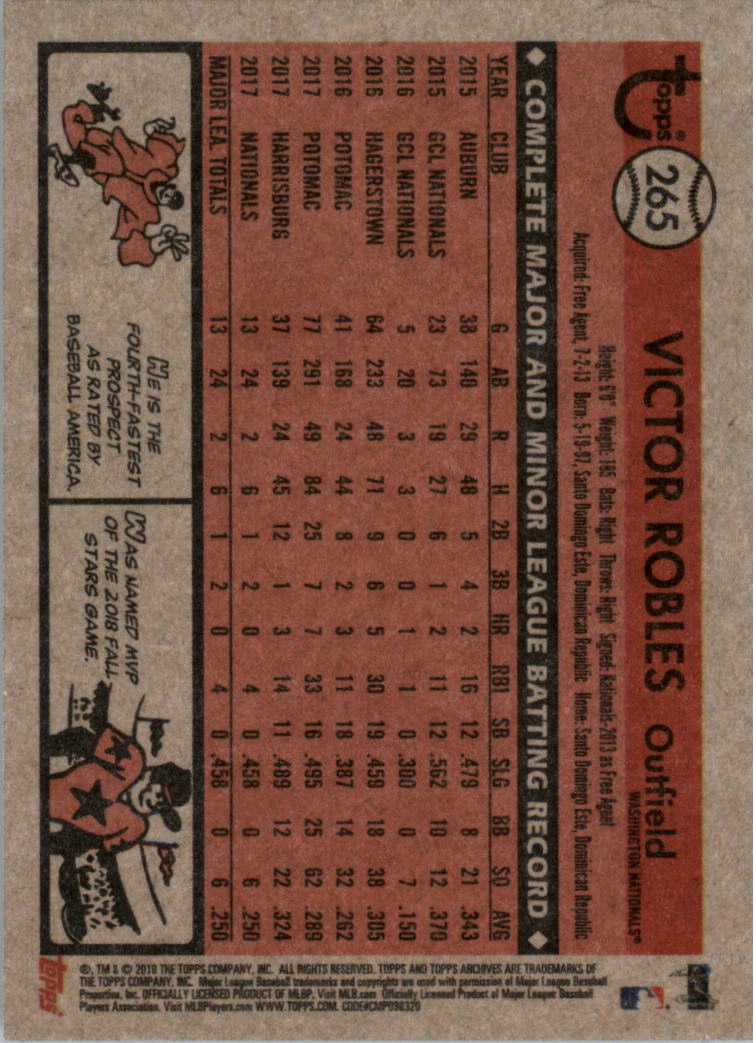 Topps®
265
VICTOR ROBLES Outfield
WASHINGTON NATIONALS®
Height: 6'0" Weight: 185 Bats: Right Throws: Right Signed: Nationals-2013 as Free Agent
Acquired: Free Agent, 7-2-13 Born: 5-19-97, Santo Domingo Este, Dominican Republic Home: Santo Domingo Este, Dominican Republic
◆ COMPLETE MAJOR AND MINOR LEAGUE BATTING RECORD ◆
YEAR CLUB G AB R H 2B 3B HR RBI SB SLG BB SO AVG
2015 AUBURN 38 140 29 48 5 4 2 16 12 .479 8 21 .343
2015 GCL NATIONALS 23 73 19 27 6 1 2 11 12 .562 10 12 .370
2016 GCL NATIONALS 5 20 3 3 0 0 1 1 0 .300 0 7 .150
2016 HAGERSTOWN 64 233 48 71 9 6 5 30 19 .459 18 38 .305
2016 POTOMAC 41 168 24 44 8 2 3 11 18 .387 14 32 .262
2017 POTOMAC 77 291 49 84 25 7 7 33 16 .495 25 62 .289
2017 HARRISBURG 37 139 24 45 12 1 3 14 11 .489 12 22 .324
2017 NATIONALS 13 24 2 6 1 2 0 4 0 .458 0 6 .250
MAJOR LEA. TOTALS 13 24 2 6 1 2 0 4 0 .458 0 6 .250
HE IS THE
FOURTH-FASTEST
PROSPECT
AS RATED BY
BASEBALL AMERICA.
WAS NAMED MVP
OF THE 2018 FALL
STARS GAME.
®, TM & © 2018 THE TOPPS COMPANY, INC. ALL RIGHTS RESERVED. TOPPS AND TOPPS ARCHIVES ARE TRADEMARKS OF
THE TOPPS COMPANY, INC. Major League Baseball trademarks and copyrights are used with permission of Major League Baseball
Properties, Inc. OFFICIALLY LICENSED PRODUCT OF MLBP. Visit MLB.com Officially Licensed Product of Major League Baseball
Players Association. Visit MLBPlayers.com WWW.TOPPS.COM. CODE#CMP090320
topps